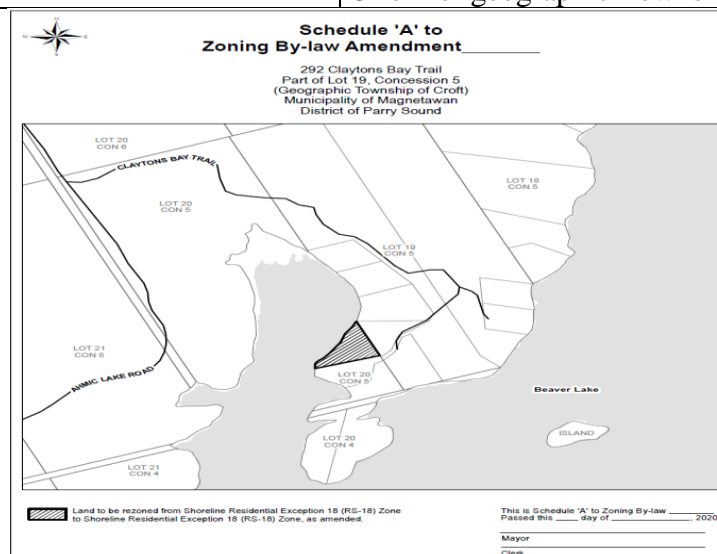 Schedule 'A' to
Zoning By-law Amendment________
292 Claytons Bay Trail
Part of Lot 19, Concession 5
(Geographic Township of Croft)
Municipality of Magnetawan
District of Parry Sound
N
W
E
S
LOT 20
CON 6
CLAYTONS BAY TRAIL
LOT 20
CON 5
LOT 18
CON 5
LOT 19
CON 5
LOT 21
CON 5
AHMIC LAKE ROAD
LOT 20
CON 5
Beaver Lake
LOT 20
CON 4
ISLAND
LOT 21
CON 4
Land to be rezoned from Shoreline Residential Exception 18 (RS-18) Zone
to Shoreline Residential Exception 18 (RS-18) Zone, as amended.
This is Schedule 'A' to Zoning By-law ________
Passed this ____ day of ______________, 2020
Mayor
Clerk